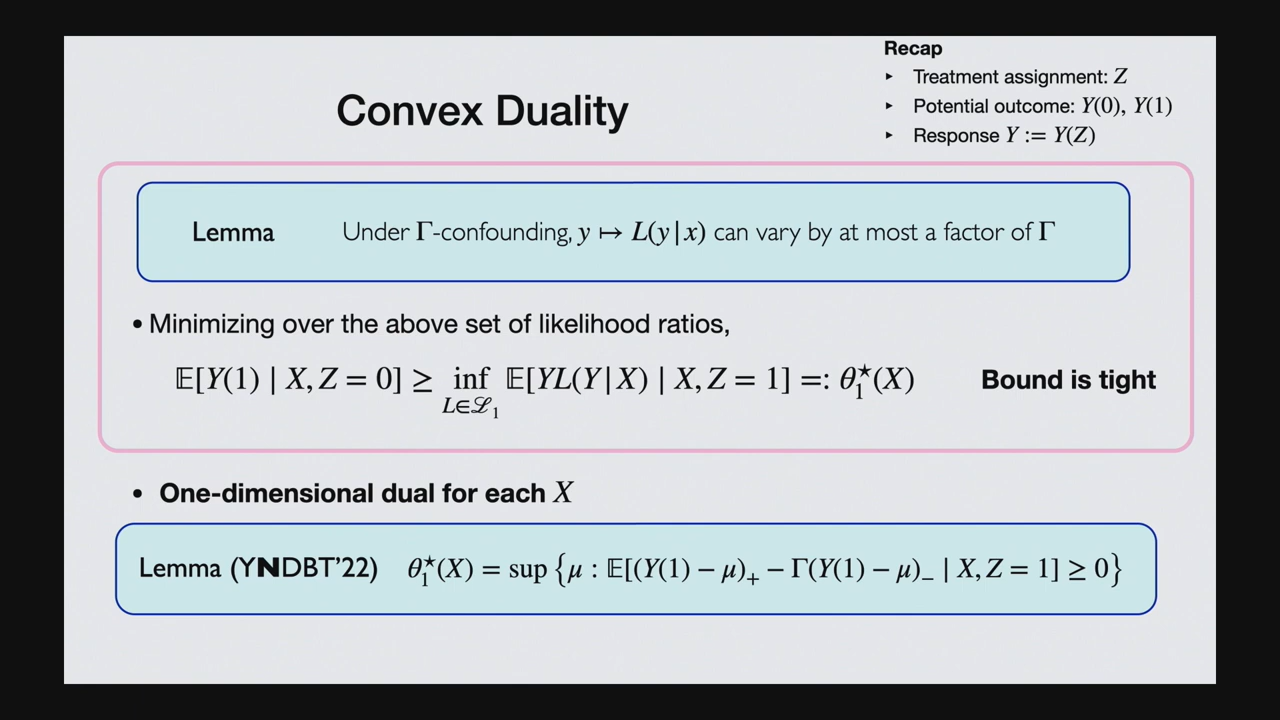 Recap
▸ Treatment assignment: Z
▸ Potential outcome: Y(0), Y(1)
▸ Response Y := Y(Z)
Convex Duality
Lemma Under Γ-confounding, y ↦ L(y|x) can vary by at most a factor of Γ
• Minimizing over the above set of likelihood ratios,
𝔼[Y(1) | X, Z = 0] ≥ inf_{L∈ℒ₁} 𝔼[YL(Y|X) | X, Z = 1] =: θ₁★(X) Bound is tight
• One-dimensional dual for each X
Lemma (YNDBT'22) θ₁★(X) = sup {μ : 𝔼[(Y(1) − μ)₊ − Γ(Y(1) − μ)₋ | X, Z = 1] ≥ 0}